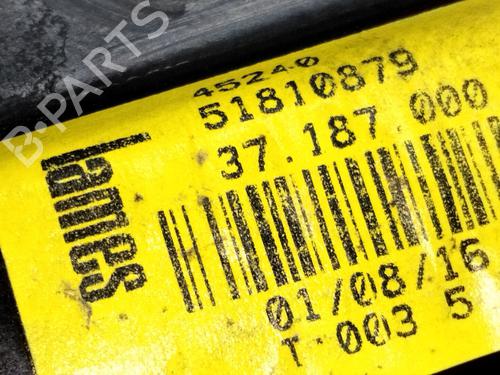 45240
51810879
37.187 000
lames
01/08/16
T 003 5
B-PARTS